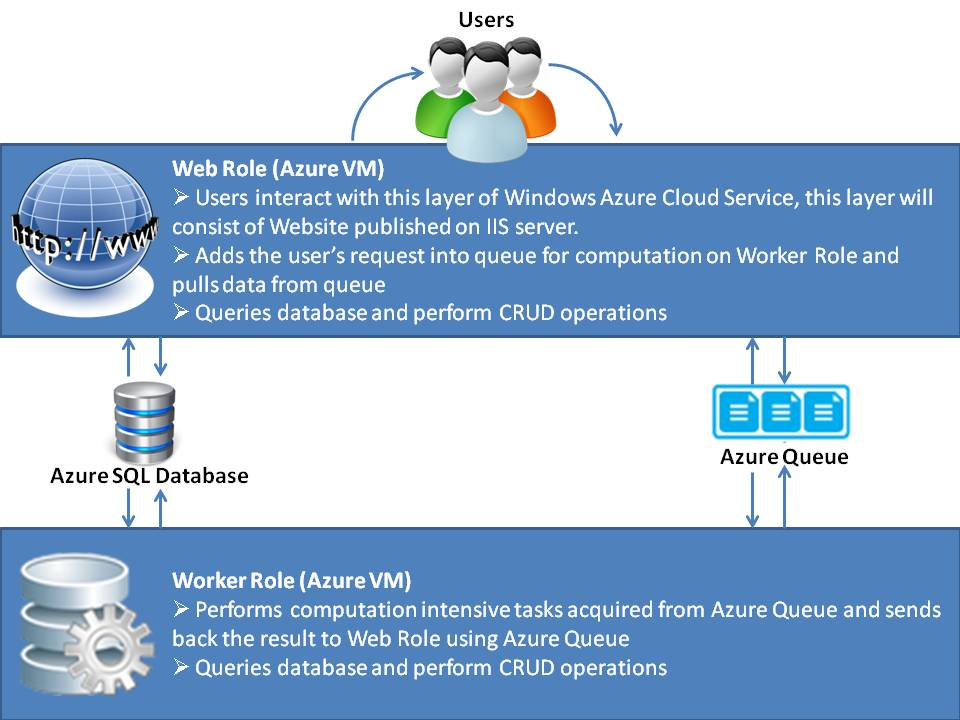 Users
Web Role (Azure VM)
➢ Users interact with this layer of Windows Azure Cloud Service, this layer will
consist of Website published on IIS server.
➢ Adds the user's request into queue for computation on Worker Role and
pulls data from queue
➢ Queries database and perform CRUD operations
http://www
Azure SQL Database
Azure Queue
Worker Role (Azure VM)
➢ Performs computation intensive tasks acquired from Azure Queue and sends
back the result to Web Role using Azure Queue
➢ Queries database and perform CRUD operations